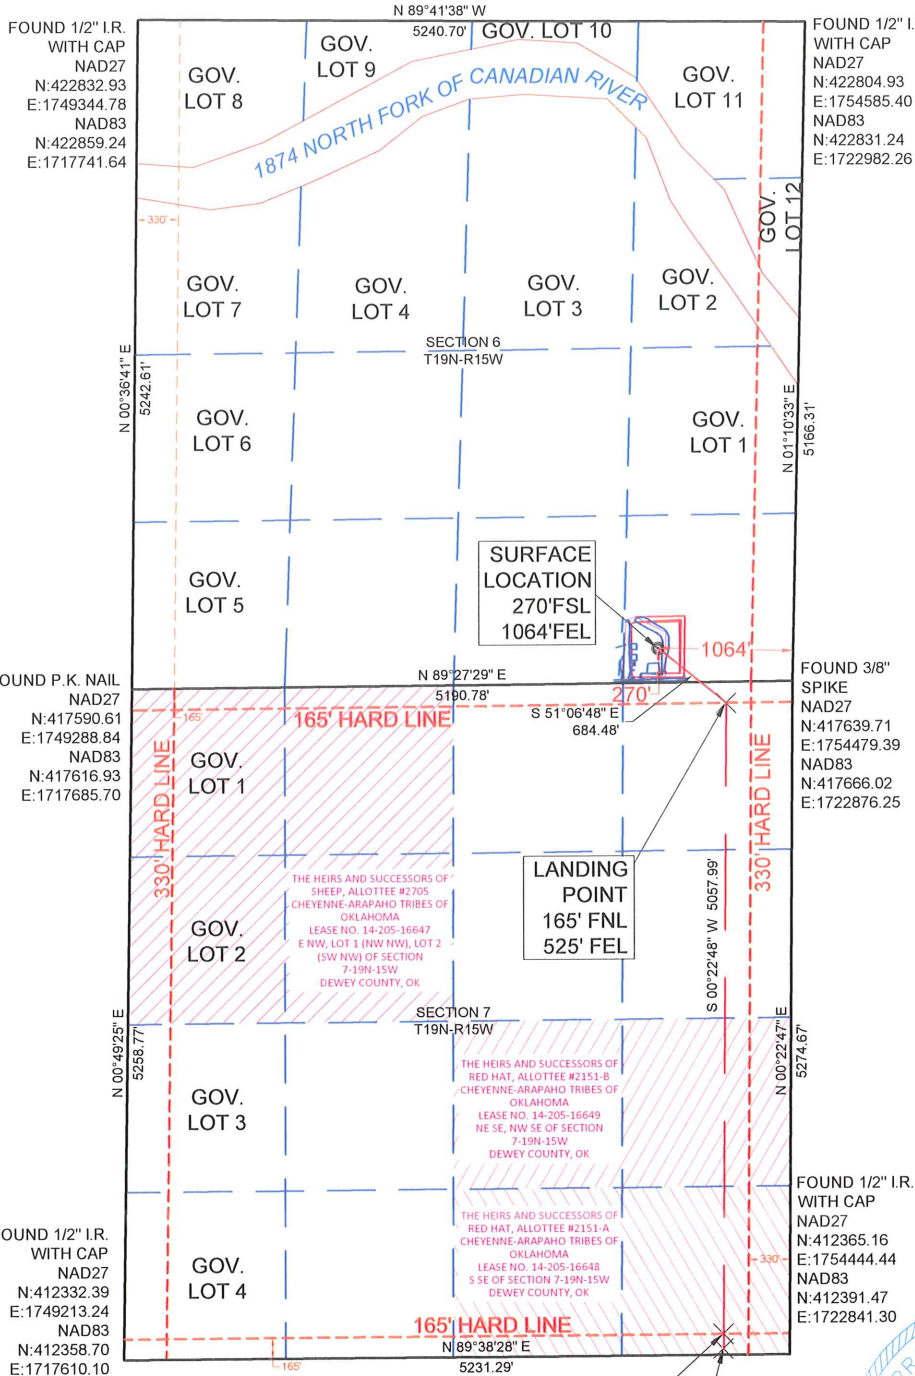 N 89°41'38" W
5240.70'
FOUND 1/2" I.R.
WITH CAP
NAD27
N:422832.93
E:1749344.78
NAD83
N:422859.24
E:1717741.64
FOUND 1/2" I.
WITH CAP
NAD27
N:422804.93
E:1754585.40
NAD83
N:422831.24
E:1722982.26
GOV.
LOT 8
GOV.
LOT 9
GOV. LOT 10
GOV.
LOT 11
1874 NORTH FORK OF CANADIAN RIVER
GOV.
LOT 12
330'
GOV.
LOT 7
GOV.
LOT 4
GOV.
LOT 3
GOV.
LOT 2
SECTION 6
T19N-R15W
N 00°36'41" E
5242.61'
N 01°10'33" E
5166.31'
GOV.
LOT 6
GOV.
LOT 1
GOV.
LOT 5
SURFACE
LOCATION
270'FSL
1064'FEL
1064'
270'
N 89°27'29" E
5190.78'
S 51°06'48" E
684.48'
OUND P.K. NAIL
NAD27
N:417590.61
E:1749288.84
NAD83
N:417616.93
E:1717685.70
FOUND 3/8"
SPIKE
NAD27
N:417639.71
E:1754479.39
NAD83
N:417666.02
E:1722876.25
165'
165' HARD LINE
330' HARD LINE
330' HARD LINE
GOV.
LOT 1
LANDING
POINT
165' FNL
525' FEL
S 00°22'48" W 5057.99'
THE HEIRS AND SUCCESSORS OF
SHEEP, ALLOTTEE #2705
CHEYENNE-ARAPAHO TRIBES OF
OKLAHOMA
LEASE NO. 14-205-16647
E NW, LOT 1 (NW NW), LOT 2
(SW NW) OF SECTION
7-19N-15W
DEWEY COUNTY, OK
GOV.
LOT 2
SECTION 7
T19N-R15W
N 00°49'25" E
5258.77'
N 00°22'47" E
5274.67'
GOV.
LOT 3
THE HEIRS AND SUCCESSORS OF
RED HAT, ALLOTTEE #2151-B
CHEYENNE-ARAPAHO TRIBES OF
OKLAHOMA
LEASE NO. 14-205-16649
NE SE, NW SE OF SECTION
7-19N-15W
DEWEY COUNTY, OK
THE HEIRS AND SUCCESSORS OF
RED HAT, ALLOTTEE #2151-A
CHEYENNE-ARAPAHO TRIBES OF
OKLAHOMA
LEASE NO. 14-205-16648
S SE OF SECTION 7-19N-15W
DEWEY COUNTY, OK
GOV.
LOT 4
OUND 1/2" I.R.
WITH CAP
NAD27
N:412332.39
E:1749213.24
NAD83
N:412358.70
E:1717610.10
FOUND 1/2" I.R.
WITH CAP
NAD27
N:412365.16
E:1754444.44
NAD83
N:412391.47
E:1722841.30
330'
165' HARD LINE
N 89°38'28" E
5231.29'
165'